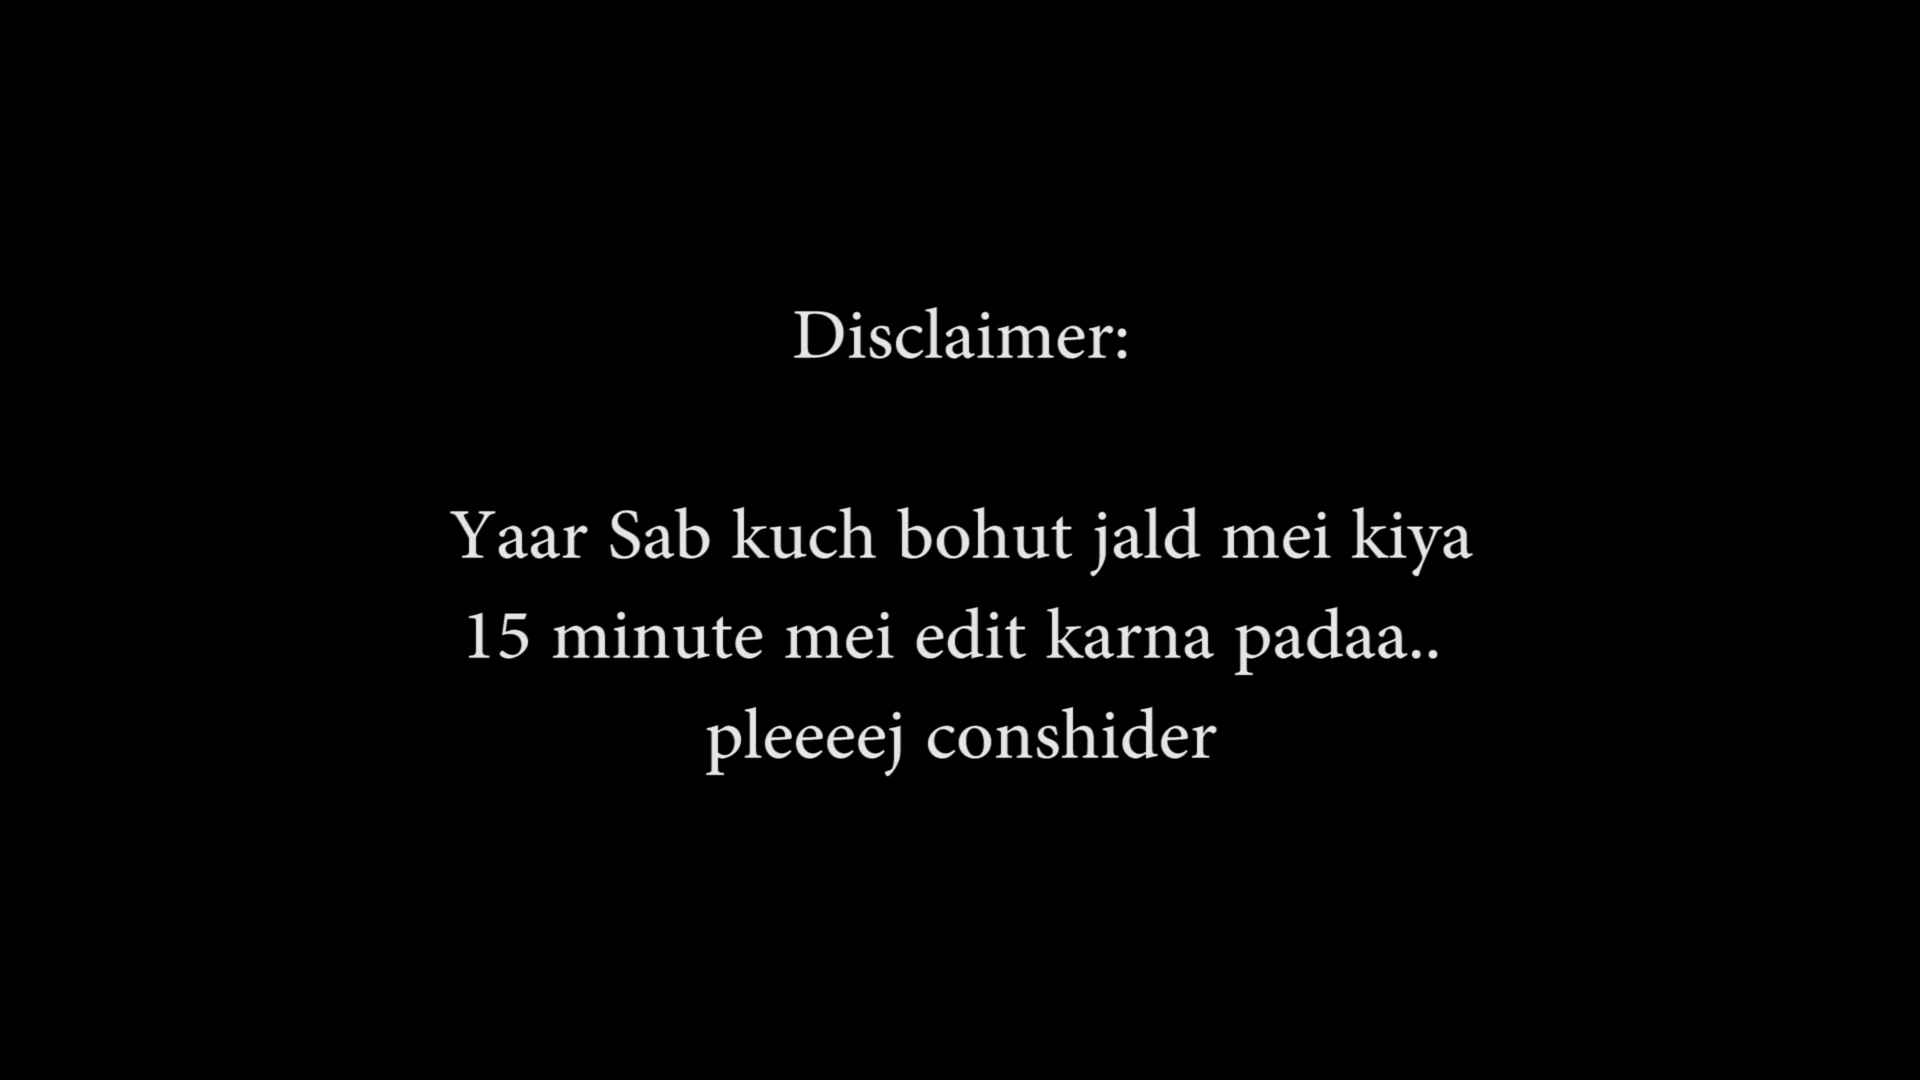 Disclaimer:
Yaar Sab kuch bohut jald mei kiya
15 minute mei edit karna padaa..
pleeeej conshider